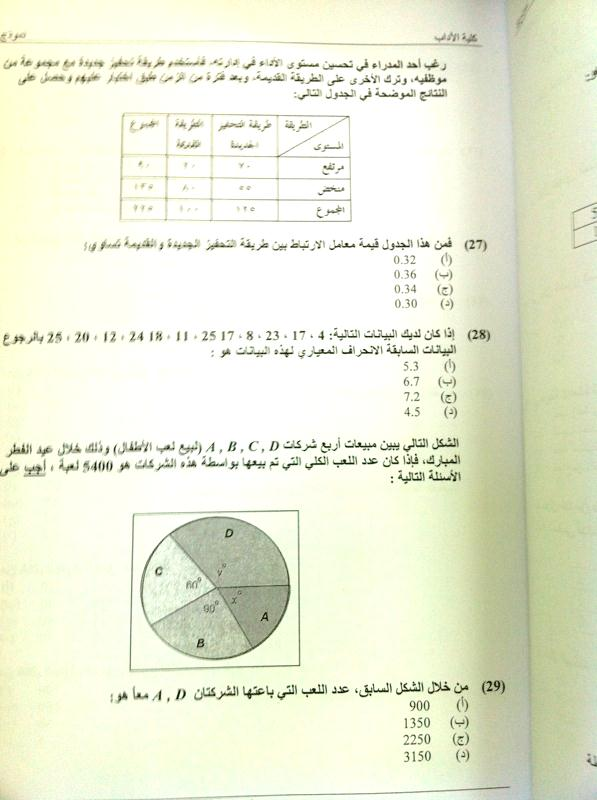 كلية الآداب
نموذج
رغب أحد المدراء في تحسين مستوى الأداء في إدارته، فاستخدم طريقة تحفيز جديدة مع مجموعة من
موظفيه، وترك الأخرى على الطريقة القديمة، وبعد فترة من الزمن طبق اختبار عليهم وحصل على
النتائج الموضحة في الجدول التالي:
الطريقة المستوى طريقة التحفيز الجديدة الطريقة القديمة المجموع
مرتفع ٧٠ ٢٠ ٩٠
منخفض ٥٥ ٨٠ ١٣٥
المجموع ١٢٥ ١٠٠ ٢٢٥
(27) فمن هذا الجدول قيمة معامل الارتباط بين طريقة التحفيز الجديدة والقديمة تساوي:
(أ) 0.32
(ب) 0.36
(ج) 0.34
(د) 0.30
(28) إذا كان لديك البيانات التالية: 4 ، 17 ، 23 ، 8 ، 17 25 ، 11 ، 18 24 ، 12 ، 20 ، 25 بالرجوع
البيانات السابقة الانحراف المعياري لهذه البيانات هو :
(أ) 5.3
(ب) 6.7
(ج) 7.2
(د) 4.5
الشكل التالي يبين مبيعات أربع شركات A , B , C , D (لبيع لعب الأطفال) وذلك خلال عيد الفطر
المبارك، فإذا كان عدد اللعب الكلي التي تم بيعها بواسطة هذه الشركات هو 5400 لعبة ، أجب على
الأسئلة التالية :
D
C
60° y°
90° x°
A
B
(29) من خلال الشكل السابق، عدد اللعب التي باعتها الشركتان A , D معاً هو:
(أ) 900
(ب) 1350
(ج) 2250
(د) 3150